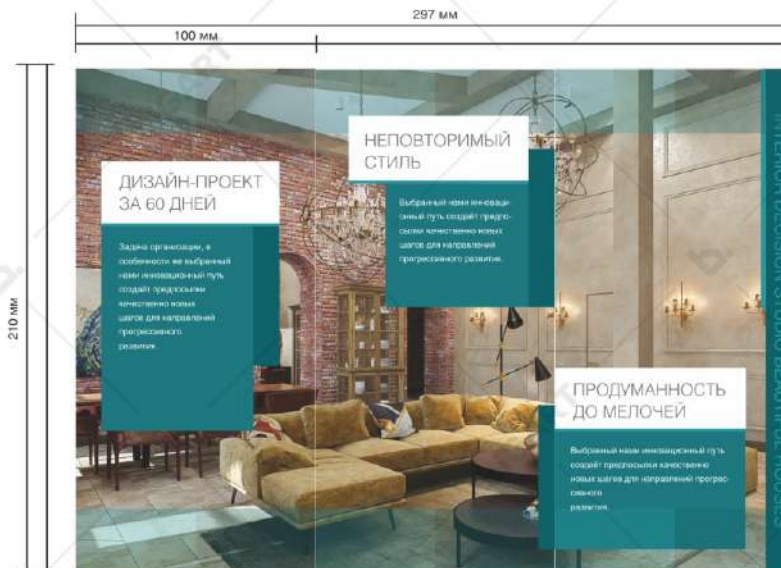 297 мм
100 мм
210 мм
ДИЗАЙН-ПРОЕКТ
ЗА 60 ДНЕЙ
Задача организации, в
особенности же выбранный
нами инновационный путь
создаёт предпосылки
качественно новых
шагов для направлений
прогрессивного
развития.
НЕПОВТОРИМЫЙ
СТИЛЬ
Выбранный нами инноваци-
онный путь создаёт предпо-
сылки качественно новых
шагов для направлений
прогрессивного развития.
ПРОДУМАННОСТЬ
ДО МЕЛОЧЕЙ
Выбранный нами инновационный путь
создаёт предпосылки качественно
новых шагов для направлений прогрес-
сивного
развития.